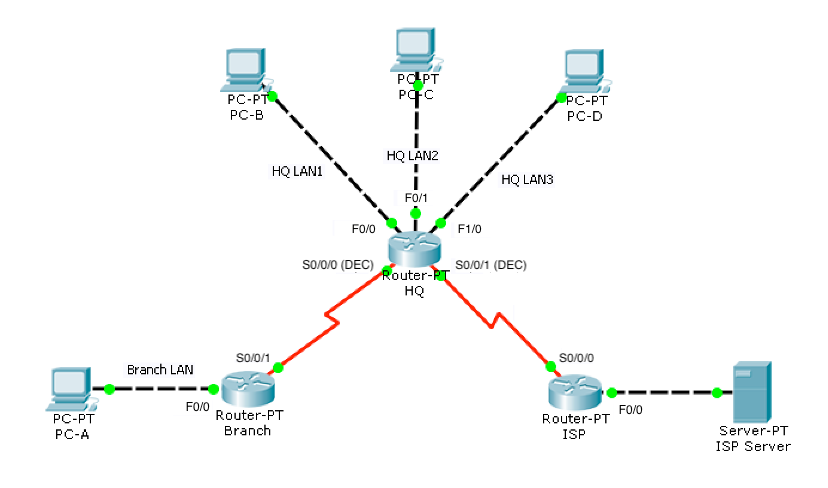 PC-PT
PC-B
PC-PT
PC-C
PC-PT
PC-D
HQ LAN1
HQ LAN2
HQ LAN3
F0/0
F0/1
F1/0
S0/0/0 (DEC)
S0/0/1 (DEC)
Router-PT
HQ
S0/0/1
S0/0/0
Branch LAN
F0/0
F0/0
PC-PT
PC-A
Router-PT
Branch
Router-PT
ISP
Server-PT
ISP Server